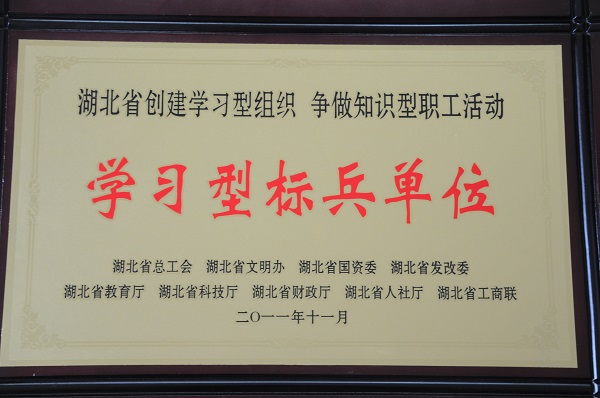 湖北省创建学习型组织 争做知识型职工活动
学习型标兵单位
湖北省总工会 湖北省文明办 湖北省国资委 湖北省发改委
湖北省教育厅 湖北省科技厅 湖北省财政厅 湖北省人社厅 湖北省工商联
二〇一一年十一月